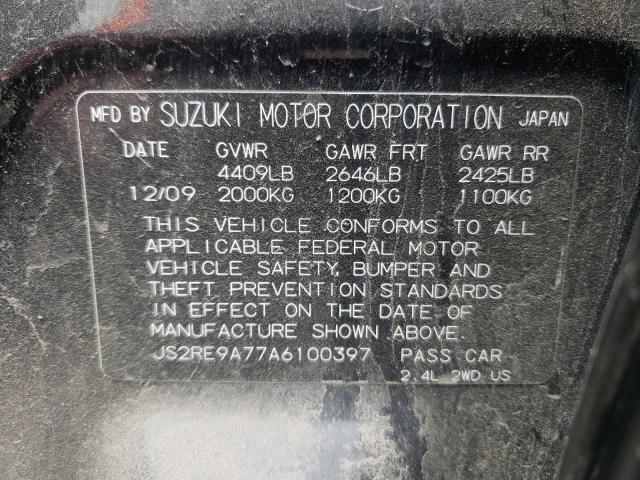 MFD BY SUZUKI MOTOR CORPORATION JAPAN
DATE GVWR GAWR FRT GAWR RR
4409LB 2646LB 2425LB
12/09 2000KG 1200KG 1100KG
THIS VEHICLE CONFORMS TO ALL
APPLICABLE FEDERAL MOTOR
VEHICLE SAFETY, BUMPER AND
THEFT PREVENTION STANDARDS
IN EFFECT ON THE DATE OF
MANUFACTURE SHOWN ABOVE.
JS2RE9A77A6100397 PASS CAR
2.4L 2WD US